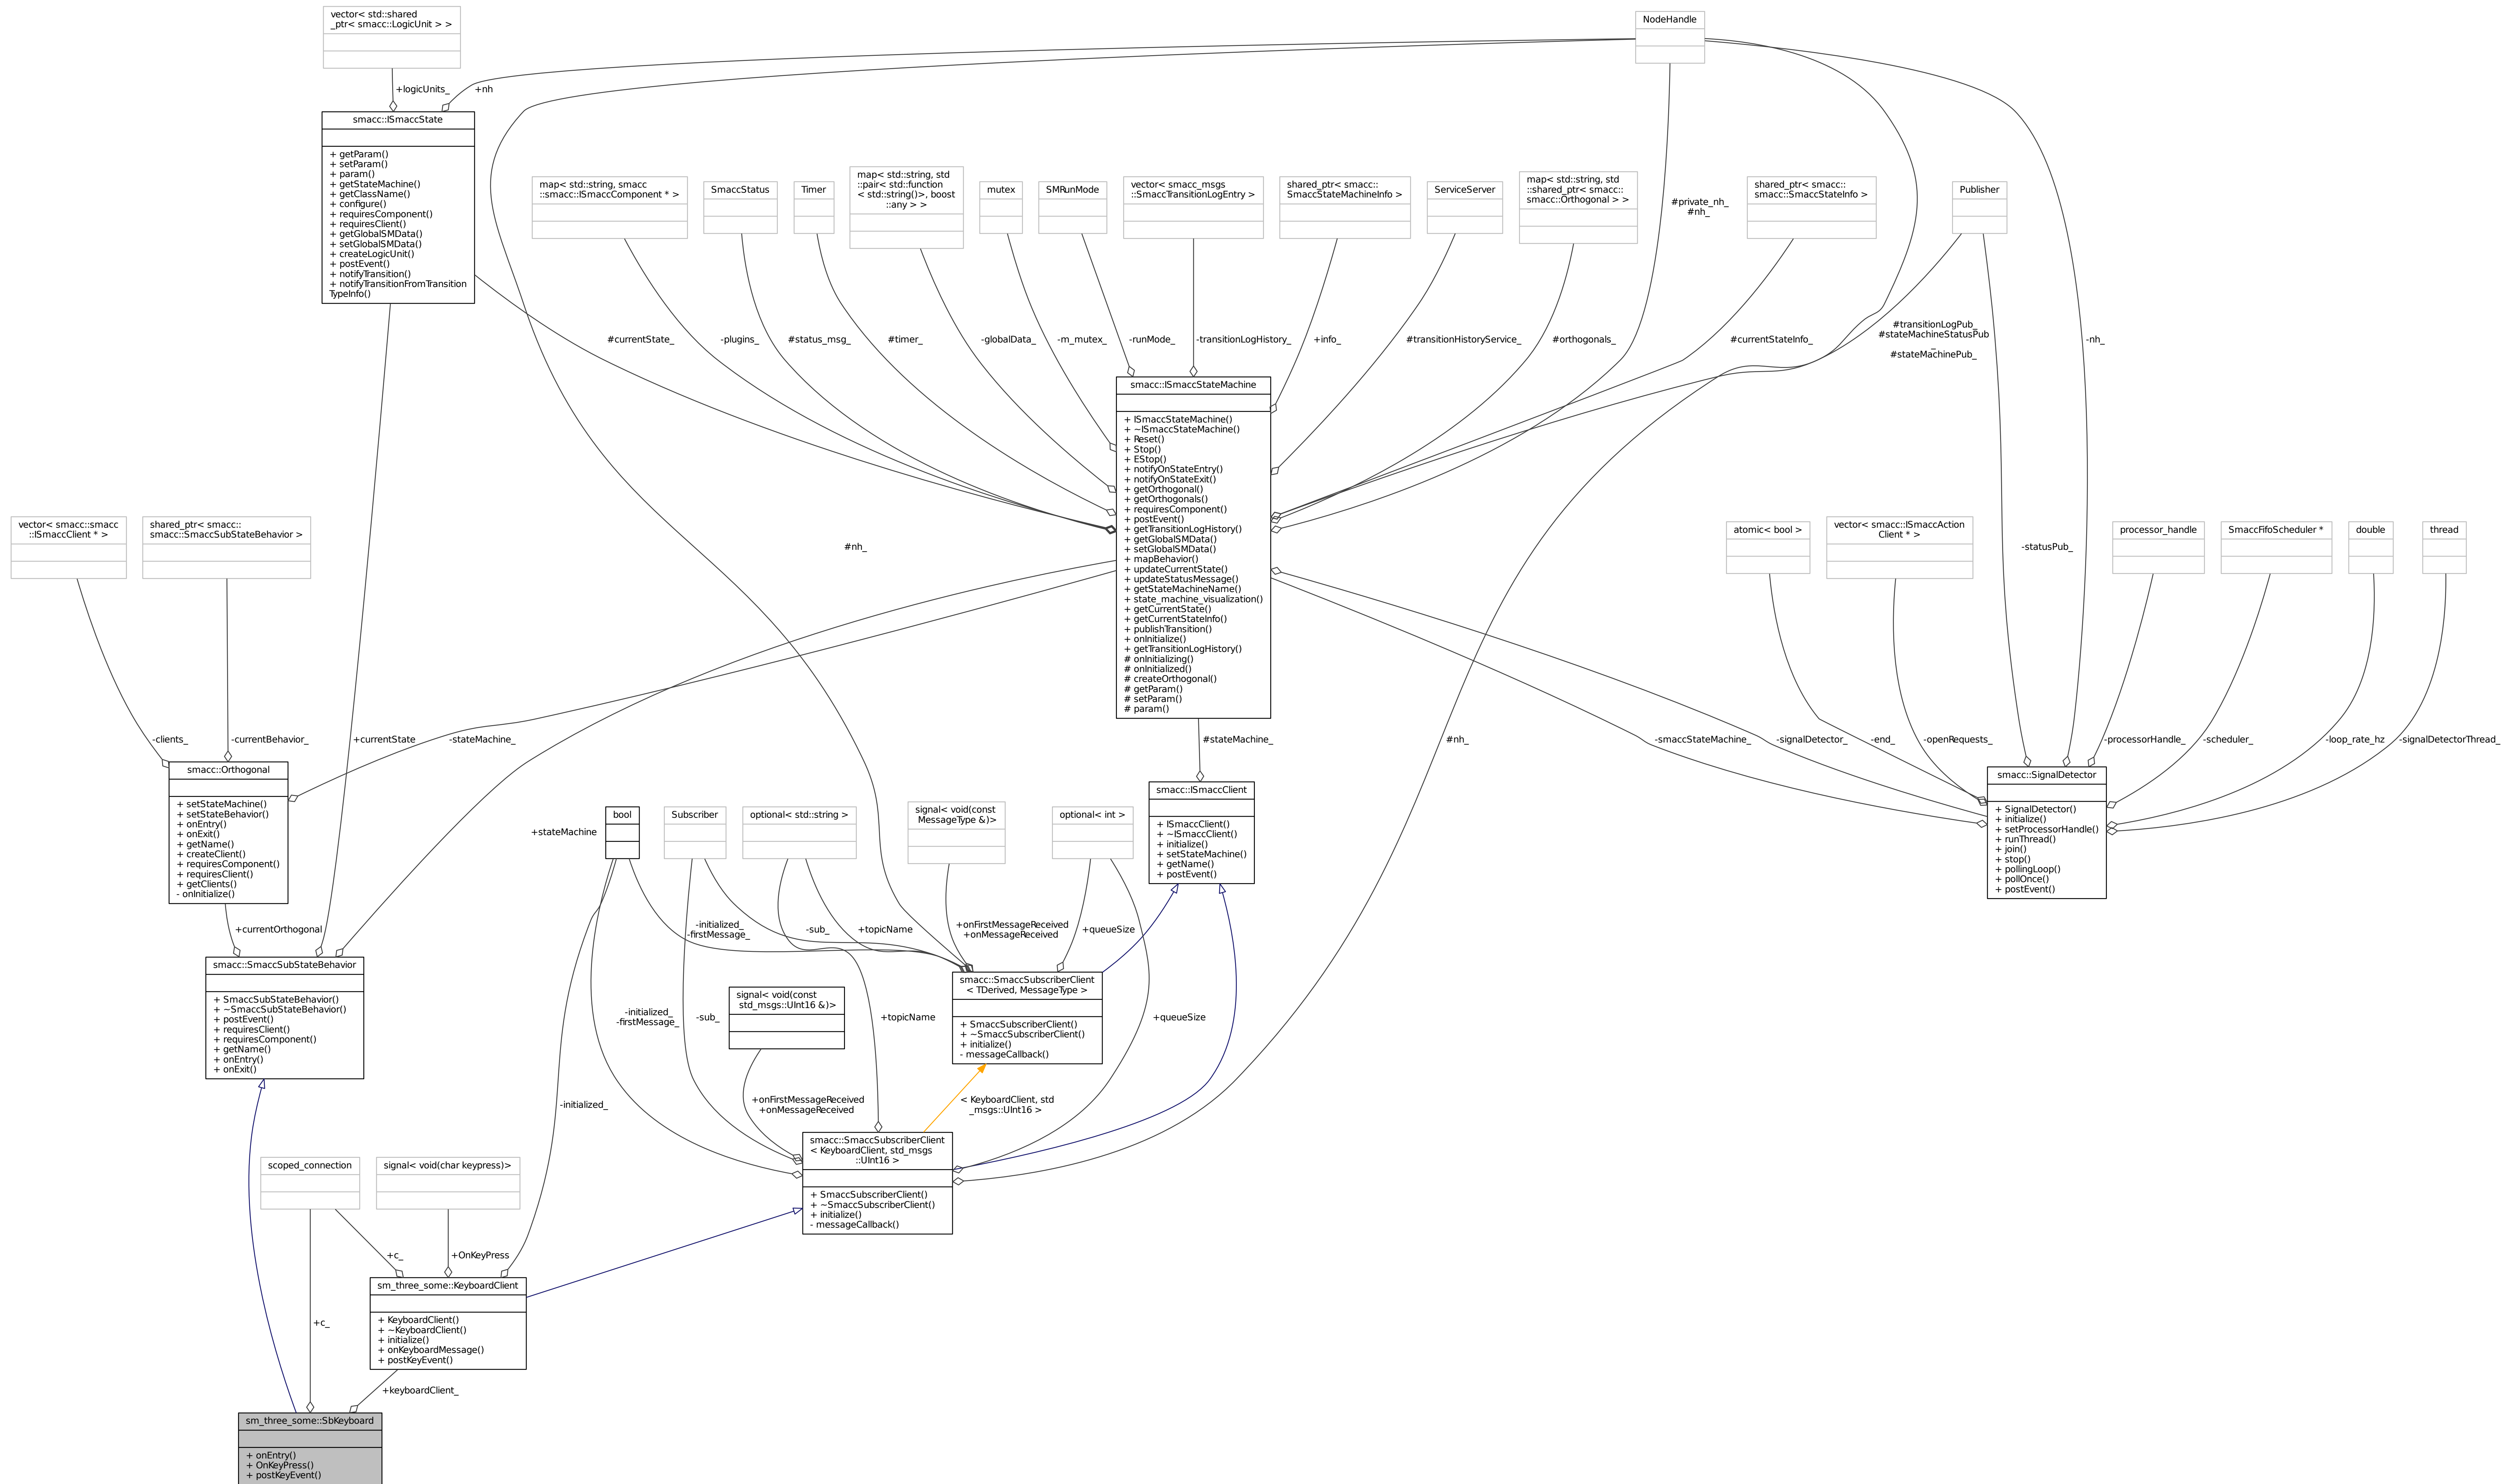 vector< std::shared
_ptr< smacc::LogicUnit > >
NodeHandle
+logicUnits_
+nh
smacc::ISmaccState
+ getParam()
+ setParam()
+ param()
+ getStateMachine()
+ getClassName()
+ configure()
+ requiresComponent()
+ requiresClient()
+ getGlobalSMData()
+ setGlobalSMData()
+ createLogicUnit()
+ postEvent()
+ notifyTransition()
+ notifyTransitionFromTransition
TypeInfo()
map< std::string, smacc
::smacc::ISmaccComponent * >
SmaccStatus
Timer
map< std::string, std
::pair< std::function
< std::string()>, boost
::any > >
mutex
SMRunMode
vector< smacc_msgs
::SmaccTransitionLogEntry >
shared_ptr< smacc::
SmaccStateMachineInfo >
ServiceServer
map< std::string, std
::shared_ptr< smacc::
smacc::Orthogonal > >
#private_nh_
#nh_
shared_ptr< smacc::
smacc::SmaccStateInfo >
Publisher
#currentState_
-plugins_
#status_msg_
#timer_
-globalData_
-m_mutex_
-runMode_
-transitionLogHistory_
+info_
#transitionHistoryService_
#orthogonals_
#currentStateInfo_
#transitionLogPub_
#stateMachineStatusPub
_
#stateMachinePub_
-nh_
smacc::ISmaccStateMachine
+ ISmaccStateMachine()
+ ~ISmaccStateMachine()
+ Reset()
+ Stop()
+ EStop()
+ notifyOnStateEntry()
+ notifyOnStateExit()
+ getOrthogonal()
+ getOrthogonals()
+ requiresComponent()
+ postEvent()
+ getTransitionLogHistory()
+ getGlobalSMData()
+ setGlobalSMData()
+ mapBehavior()
+ updateCurrentState()
+ updateStatusMessage()
+ getStateMachineName()
+ state_machine_visualization()
+ getCurrentState()
+ getCurrentStateInfo()
+ publishTransition()
+ onInitialize()
+ getTransitionLogHistory()
# onInitializing()
# onInitialized()
# createOrthogonal()
# getParam()
# setParam()
# param()
vector< smacc::smacc
::ISmaccClient * >
shared_ptr< smacc::
smacc::SmaccSubStateBehavior >
#nh_
atomic< bool >
vector< smacc::ISmaccAction
Client * >
-statusPub_
processor_handle
SmaccFifoScheduler *
double
thread
-clients_
-currentBehavior_
+currentState
-stateMachine_
#stateMachine_
#nh_
-smaccStateMachine_
-signalDetector_
-end_
-openRequests_
-processorHandle_
-scheduler_
-loop_rate_hz
-signalDetectorThread_
smacc::Orthogonal
+ setStateMachine()
+ setStateBehavior()
+ onEntry()
+ onExit()
+ getName()
+ createClient()
+ requiresComponent()
+ requiresClient()
+ getClients()
- onInitialize()
+stateMachine
bool
Subscriber
optional< std::string >
signal< void(const
MessageType &)>
optional< int >
smacc::ISmaccClient
+ ISmaccClient()
+ ~ISmaccClient()
+ initialize()
+ setStateMachine()
+ getName()
+ postEvent()
smacc::SignalDetector
+ SignalDetector()
+ initialize()
+ setProcessorHandle()
+ runThread()
+ join()
+ stop()
+ pollingLoop()
+ pollOnce()
+ postEvent()
+currentOrthogonal
-initialized_
-firstMessage_
-sub_
+topicName
+onFirstMessageReceived
+onMessageReceived
+queueSize
smacc::SmaccSubStateBehavior
+ SmaccSubStateBehavior()
+ ~SmaccSubStateBehavior()
+ postEvent()
+ requiresClient()
+ requiresComponent()
+ getName()
+ onEntry()
+ onExit()
smacc::SmaccSubscriberClient
< TDerived, MessageType >
+ SmaccSubscriberClient()
+ ~SmaccSubscriberClient()
+ initialize()
- messageCallback()
signal< void(const
std_msgs::UInt16 &)>
-initialized_
-firstMessage_
-sub_
+topicName
+queueSize
-initialized_
+onFirstMessageReceived
+onMessageReceived
< KeyboardClient, std
_msgs::UInt16 >
smacc::SmaccSubscriberClient
< KeyboardClient, std_msgs
::UInt16 >
+ SmaccSubscriberClient()
+ ~SmaccSubscriberClient()
+ initialize()
- messageCallback()
scoped_connection
signal< void(char keypress)>
+c_
+OnKeyPress
sm_three_some::KeyboardClient
+ KeyboardClient()
+ ~KeyboardClient()
+ initialize()
+ onKeyboardMessage()
+ postKeyEvent()
+c_
+keyboardClient_
sm_three_some::SbKeyboard
+ onEntry()
+ OnKeyPress()
+ postKeyEvent()